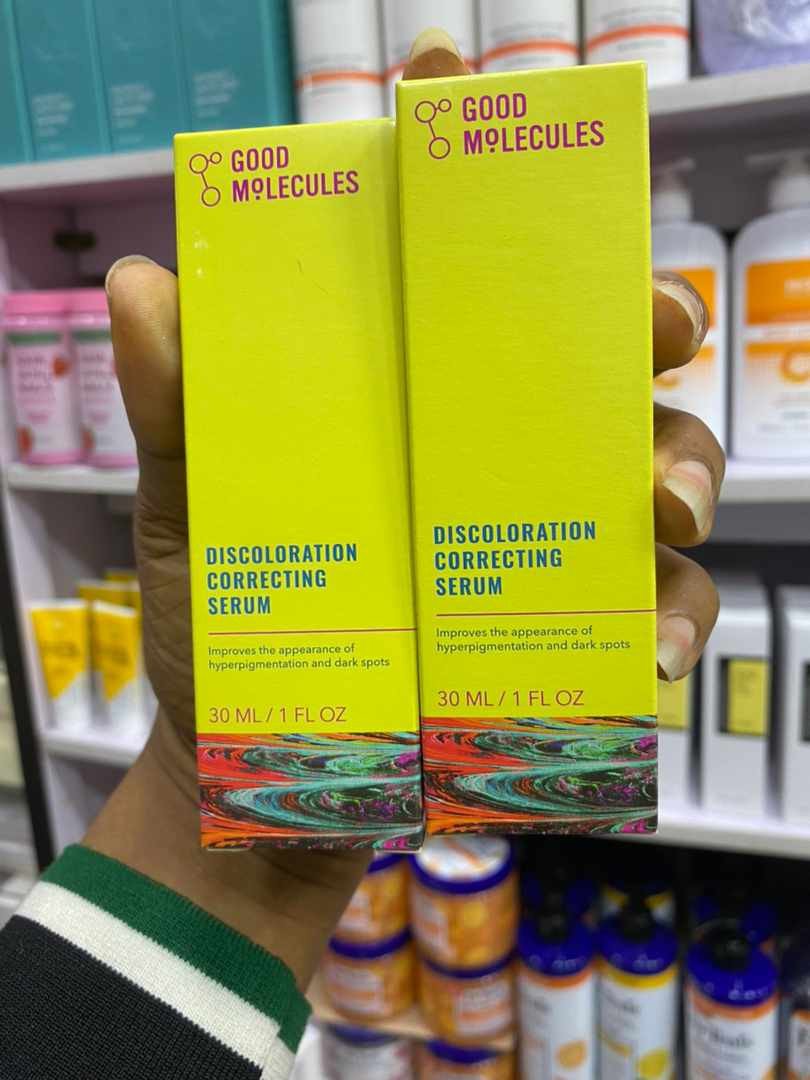 GOOD
MOLECULES
DISCOLORATION
CORRECTING
SERUM
Improves the appearance of
hyperpigmentation and dark spots
30 ML / 1 FL OZ
GOOD
MOLECULES
DISCOLORATION
CORRECTING
SERUM
Improves the appearance of
hyperpigmentation and dark spots
30 ML / 1 FL OZ